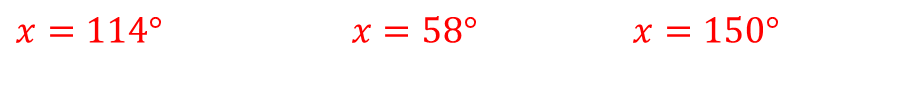 x = 114° x = 58° x = 150°